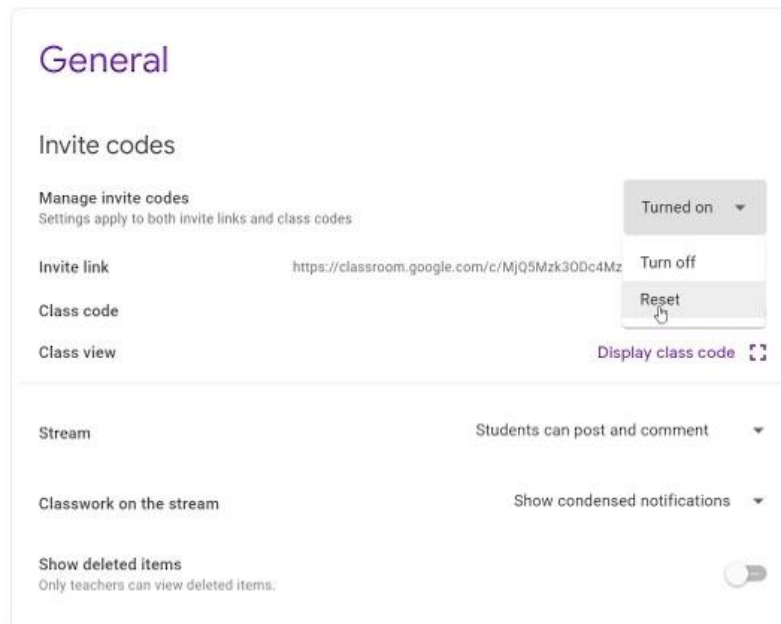 General
Invite codes
Manage invite codes
Settings apply to both invite links and class codes
Turned on
Invite link https://classroom.google.com/c/MjQ5Mzk3ODc4Mz
Turn off
Reset
Class code
Class view Display class code
Stream Students can post and comment
Classwork on the stream Show condensed notifications
Show deleted items
Only teachers can view deleted items.